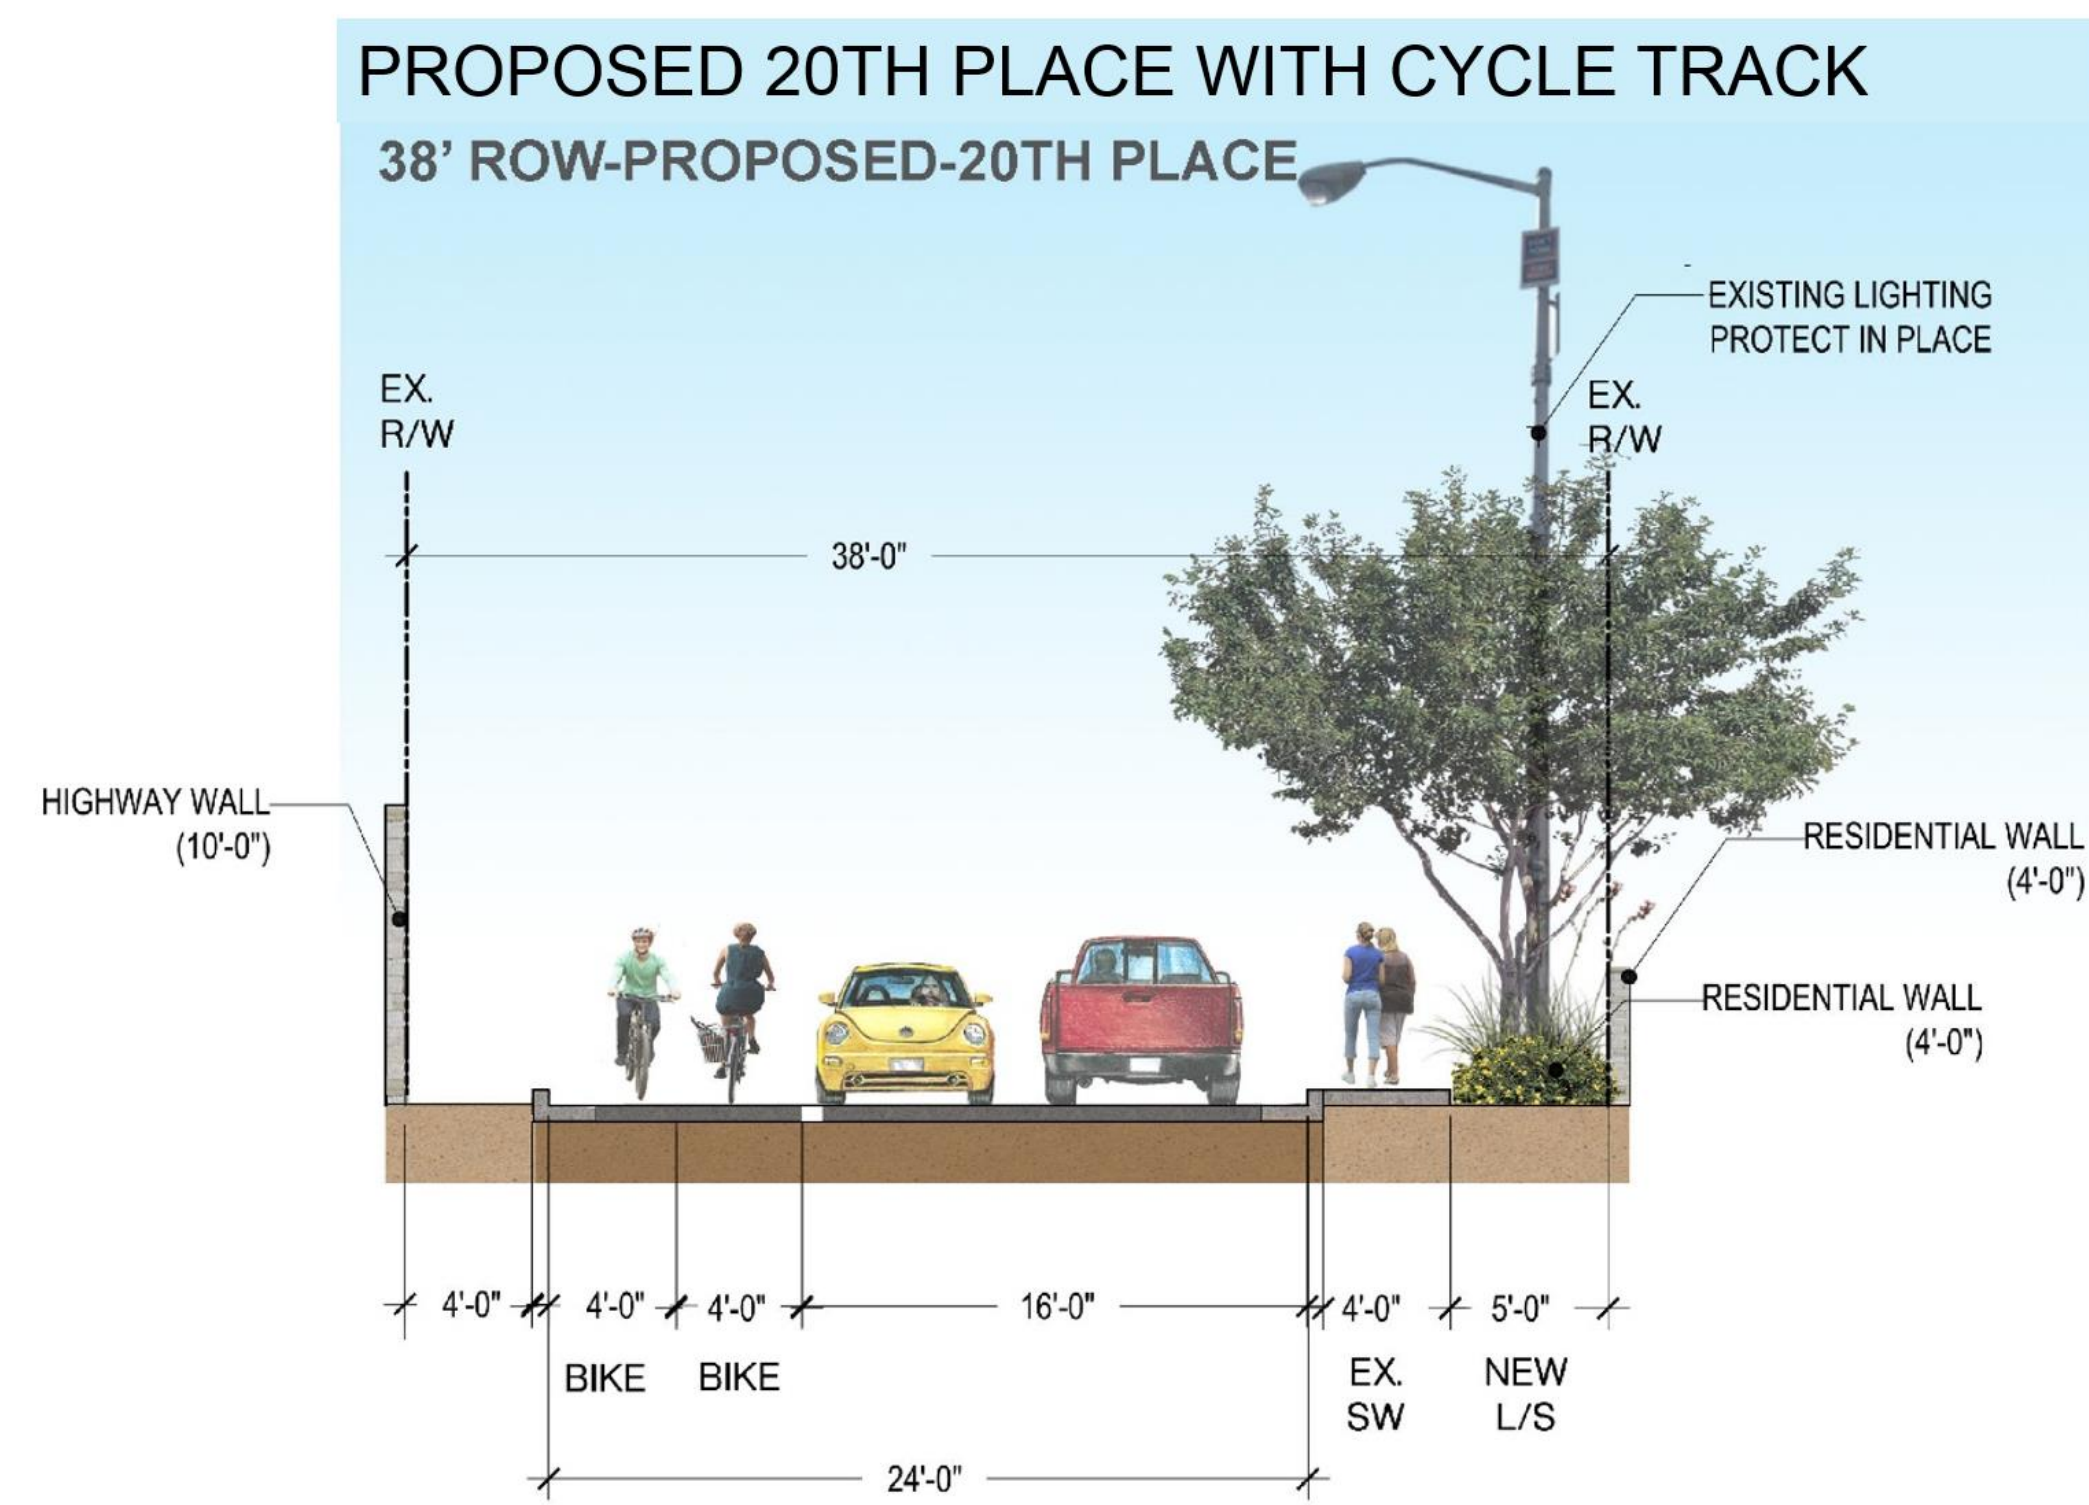 PROPOSED 20TH PLACE WITH CYCLE TRACK
38' ROW-PROPOSED-20TH PLACE
EXISTING LIGHTING
PROTECT IN PLACE
EX.
R/W
EX.
R/W
38'-0"
HIGHWAY WALL
(10'-0")
RESIDENTIAL WALL
(4'-0")
RESIDENTIAL WALL
(4'-0")
4'-0" 4'-0" 4'-0" 16'-0" 4'-0" 5'-0"
BIKE BIKE
EX.
SW
NEW
L/S
24'-0"